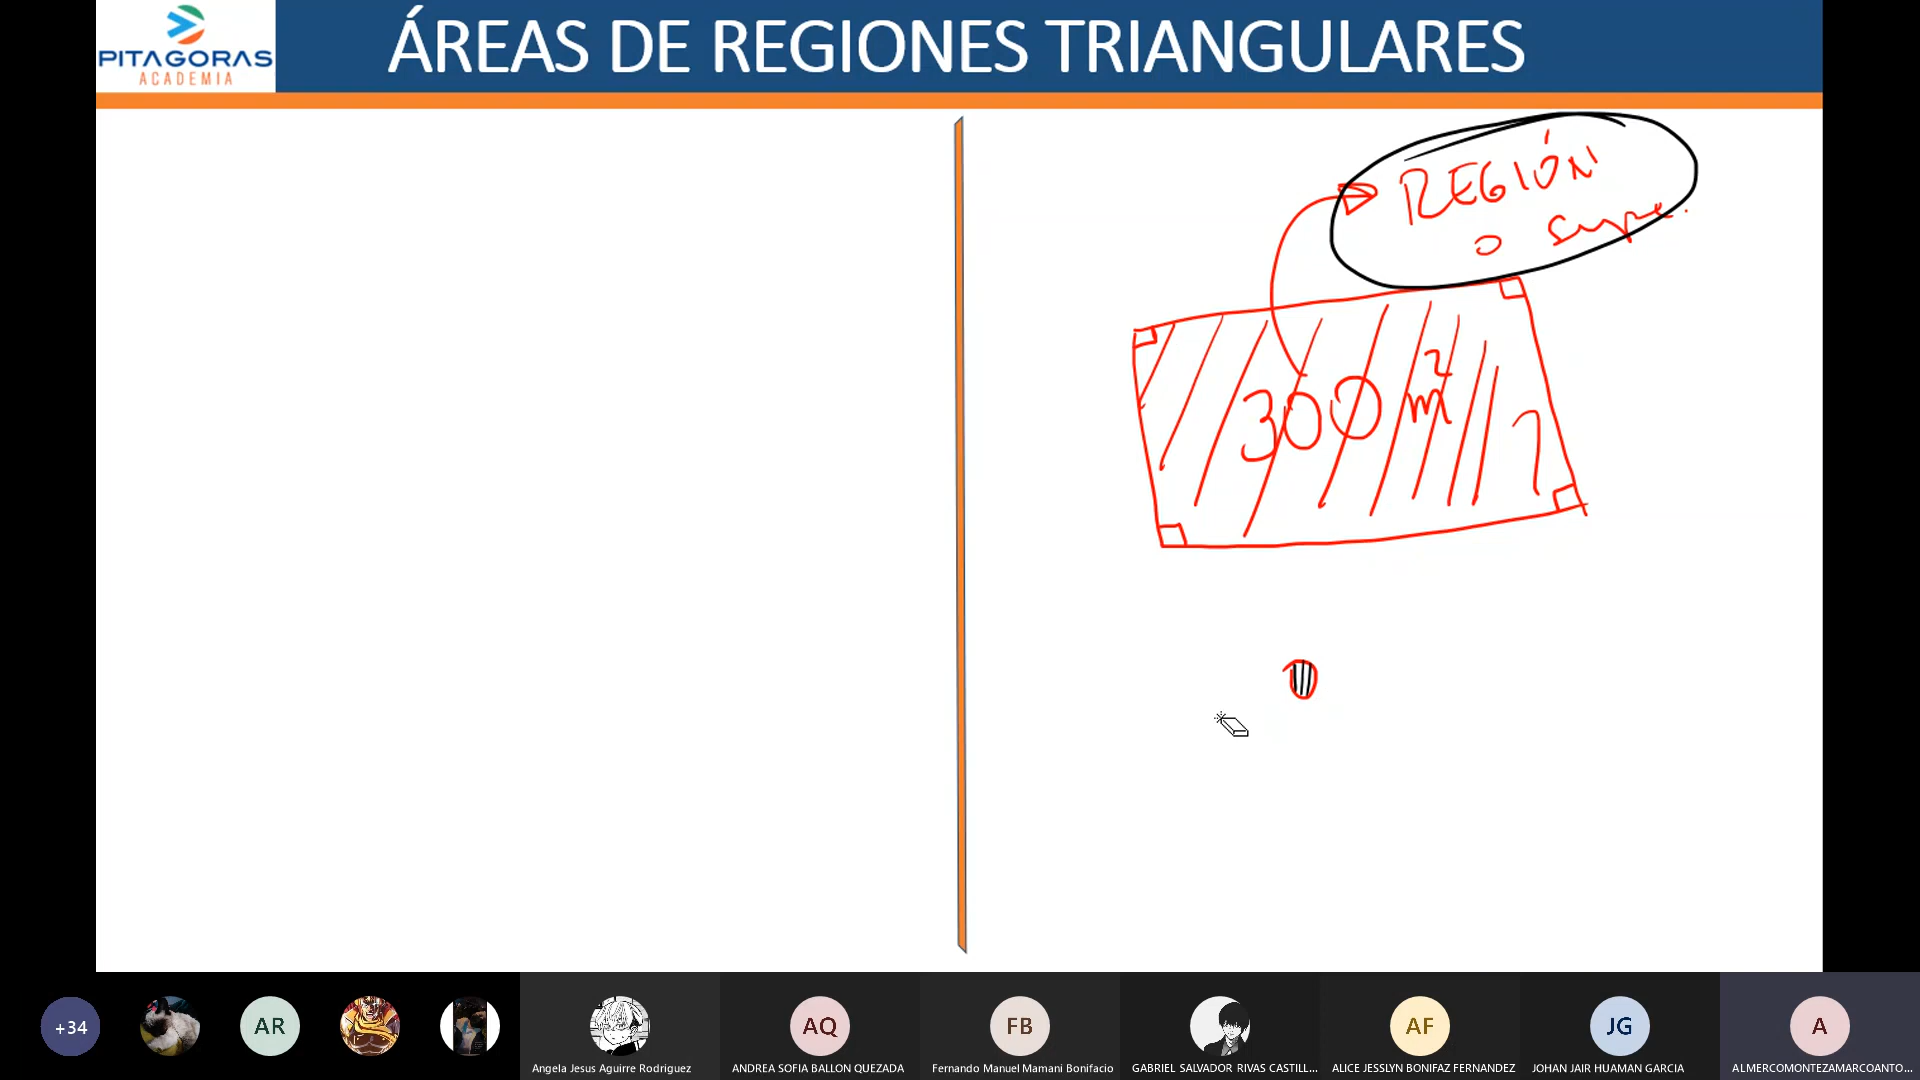 PITAGORAS
ACADEMIA
ÁREAS DE REGIONES TRIANGULARES
REGIÓN
o supe.
300 m²
?
+34
AR
AQ
FB
AF
JG
A
Angela Jesus Aguirre Rodriguez
ANDREA SOFIA BALLON QUEZADA
Fernando Manuel Mamani Bonifacio
GABRIEL SALVADOR RIVAS CASTILL...
ALICE JESSLYN BONIFAZ FERNANDEZ
JOHAN JAIR HUAMAN GARCIA
ALMERCOMONTEZAMARCOANTO...